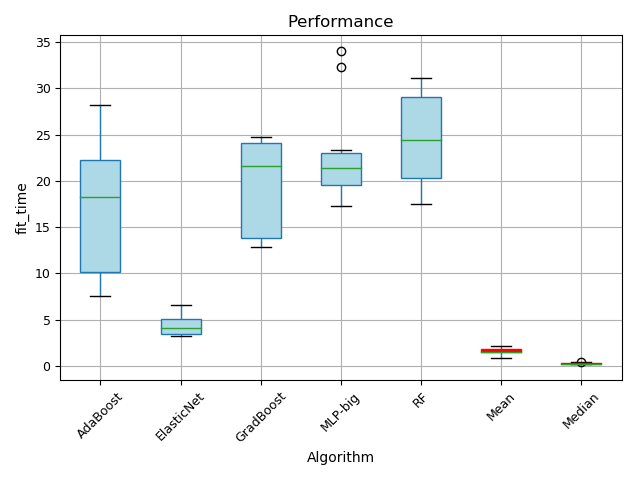 Performance
fit_time
35
30
25
20
15
10
5
0
AdaBoost
ElasticNet
GradBoost
MLP-big
RF
Mean
Median
Algorithm